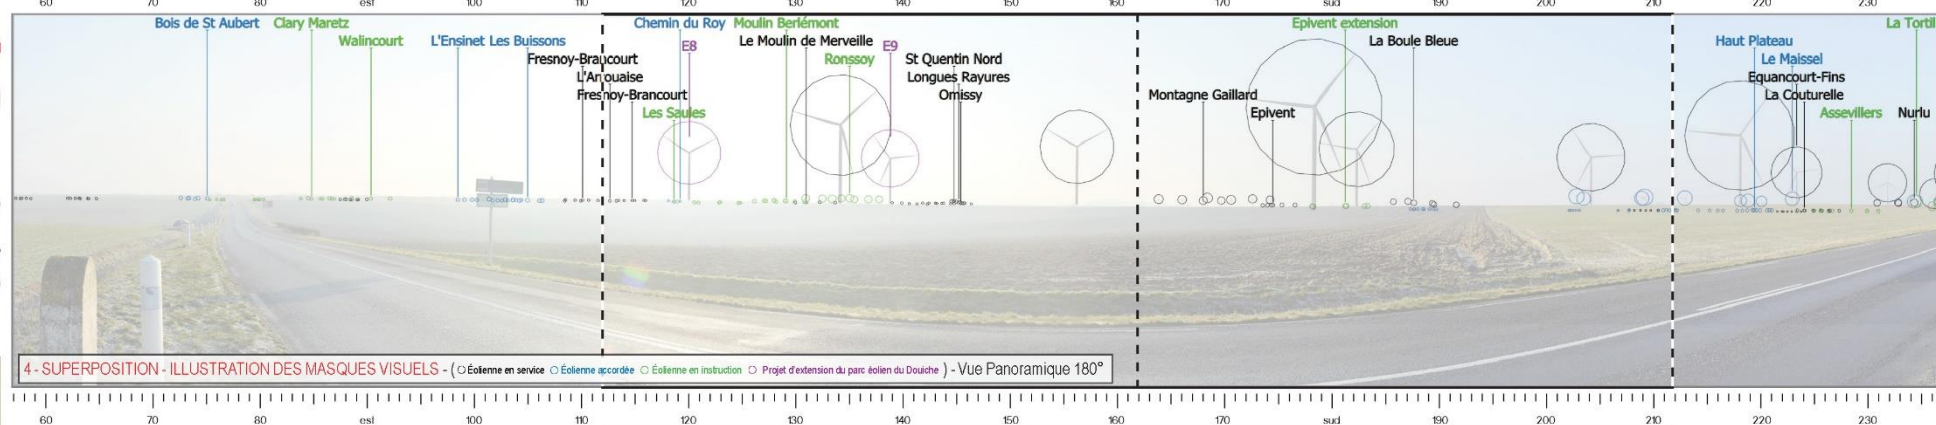 60 70 80 est 100 110 120 130 140 150 160 170 sud 190 200 210 220 230
Bois de St Aubert Clary Maretz Chemin du Roy Moulin Berlémont Epivent extension La Tortil
Walincourt L'Ensinet Les Buissons E8 Le Moulin de Merveille E9 La Boule Bleue Haut Plateau
Fresnoy-Brancourt Ronssoy St Quentin Nord Le Maissel
L'Arrouaise Longues Rayures Equancourt-Fins
Fresnoy-Brancourt Omissy Montagne Gaillard La Couturelle
Les Saules Epivent Assevillers Nurlu
4 - SUPERPOSITION - ILLUSTRATION DES MASQUES VISUELS - ( Éolienne en service Éolienne accordée Éolienne en instruction Projet d'extension du parc éolien du Douiche ) - Vue Panoramique 180°
60 70 80 est 100 110 120 130 140 150 160 170 sud 190 200 210 220 230